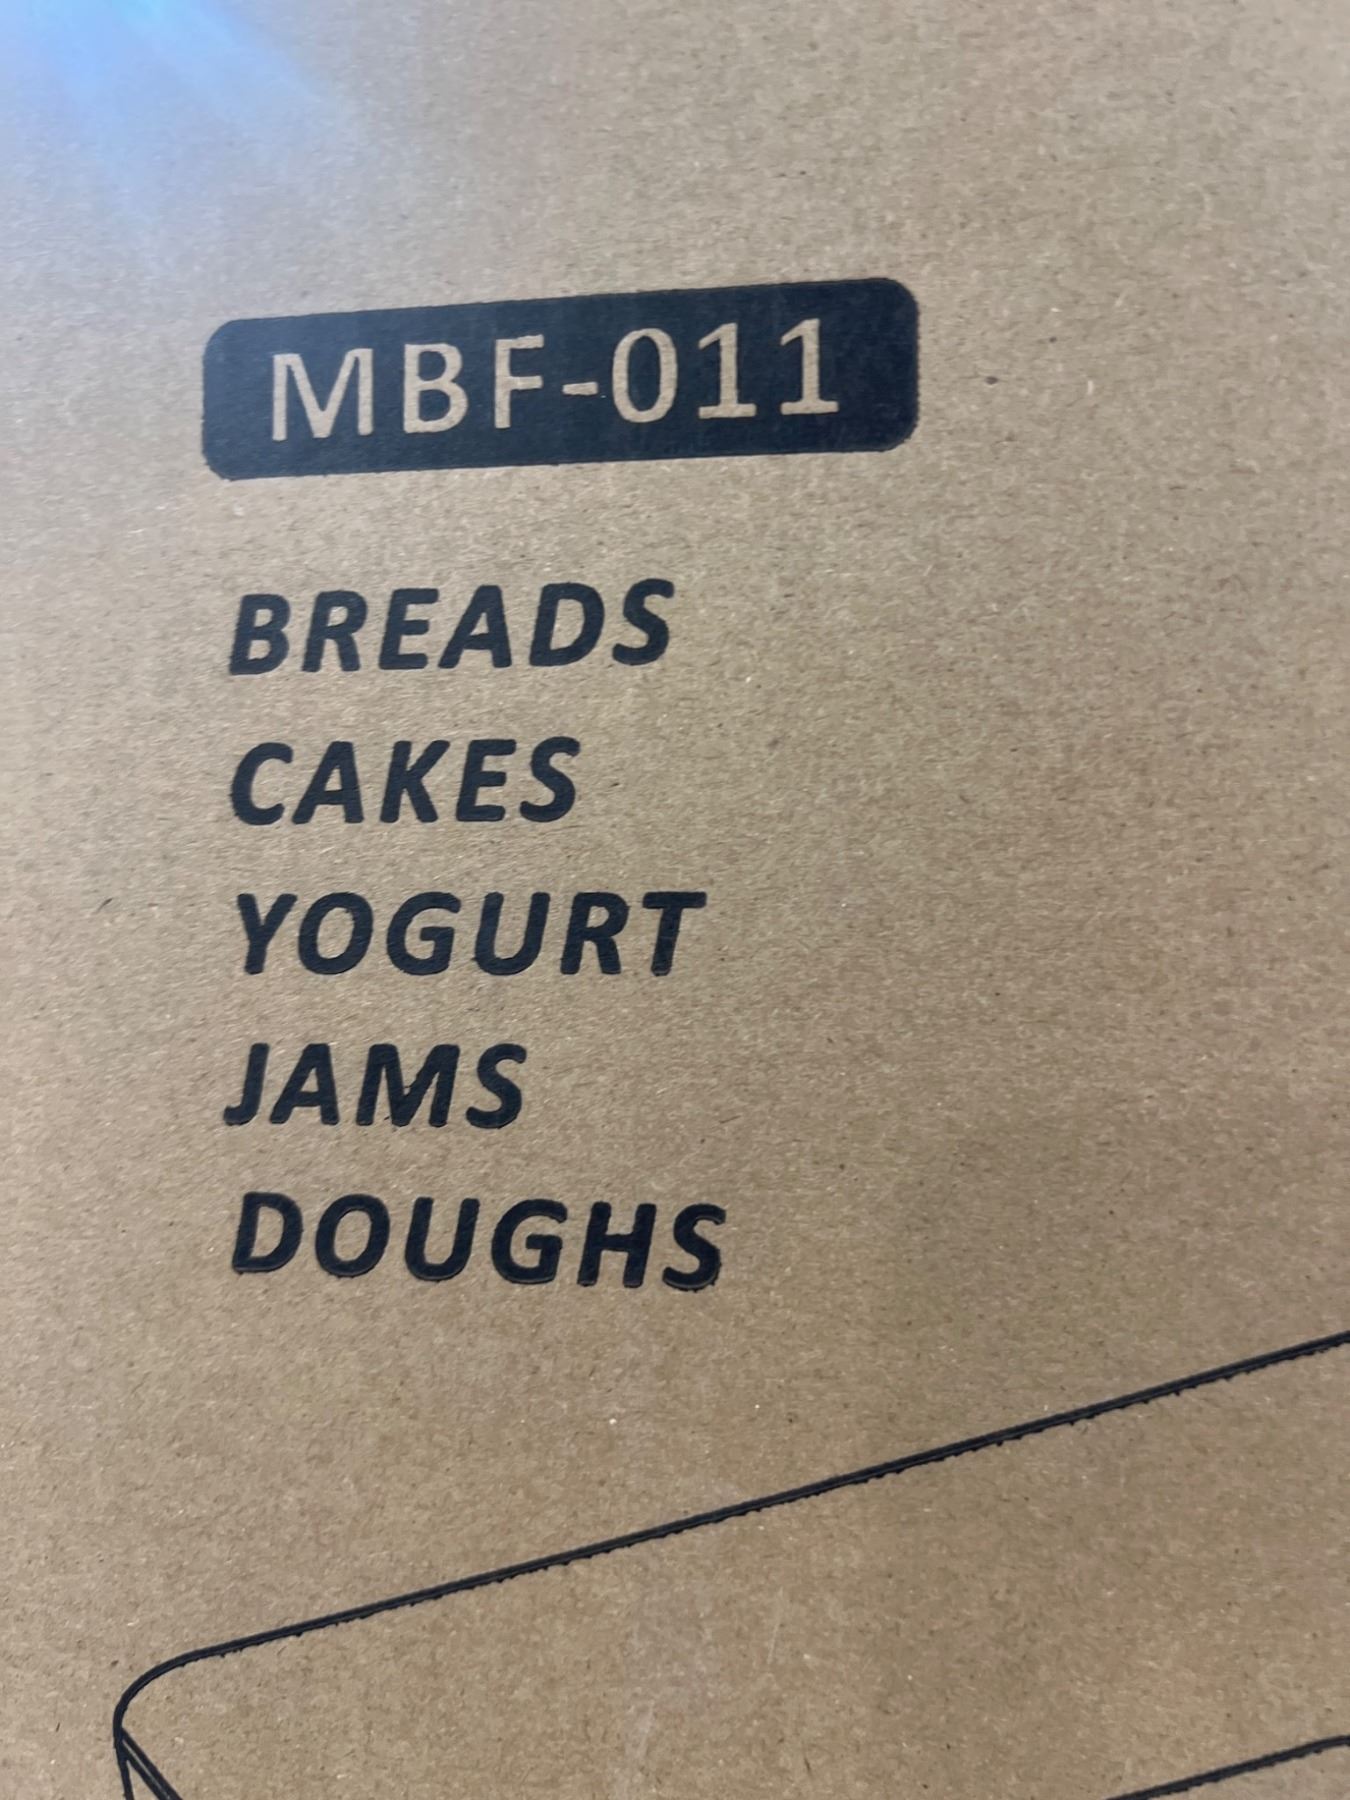 MBF-011
BREADS
CAKES
YOGURT
JAMS
DOUGHS